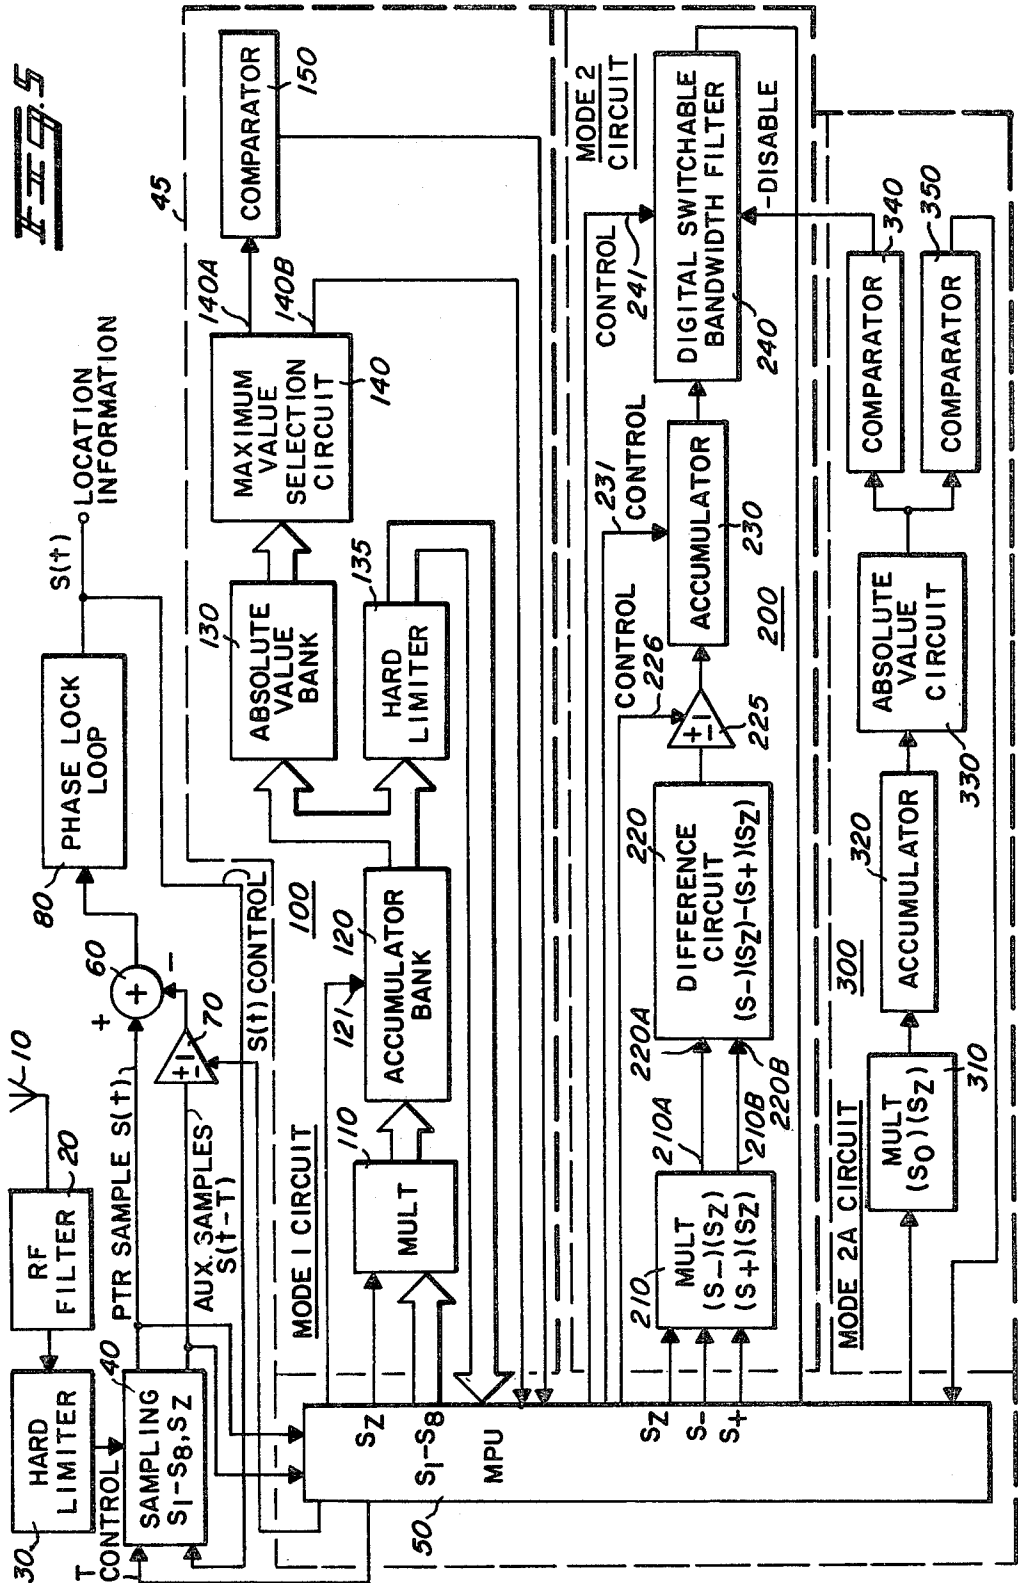 FIG. 5
10
RF
FILTER
20
HARD
LIMITER
30
T
CONTROL
SAMPLING
S1-S8, SZ
40
PTR SAMPLE S(t)
AUX. SAMPLES
S(t-T)
+
60
+
-
+
-1
70
S(t) CONTROL
80
PHASE LOCK
LOOP
S(t)
LOCATION
INFORMATION
45
MODE 1 CIRCUIT
100
110
MULT
121
120
ACCUMULATOR
BANK
130
ABSOLUTE
VALUE
BANK
135
HARD
LIMITER
MAXIMUM
VALUE
SELECTION
CIRCUIT
140
140A
140B
COMPARATOR
150
SZ
S1-S8
MPU
50
SZ
S-
S+
MODE 2
CIRCUIT
200
210
MULT
(S-)(SZ)
(S+)(SZ)
210A
210B
220A
220B
220
DIFFERENCE
CIRCUIT
(S-)(SZ)-(S+)(SZ)
CONTROL
226
+
-1
225
231
CONTROL
ACCUMULATOR
230
CONTROL
241
DIGITAL SWITCHABLE
BANDWIDTH FILTER
240
-DISABLE
MODE 2A CIRCUIT
300
MULT
(S0)(SZ)
310
320
ACCUMULATOR
330
ABSOLUTE
VALUE
CIRCUIT
COMPARATOR
340
COMPARATOR
350